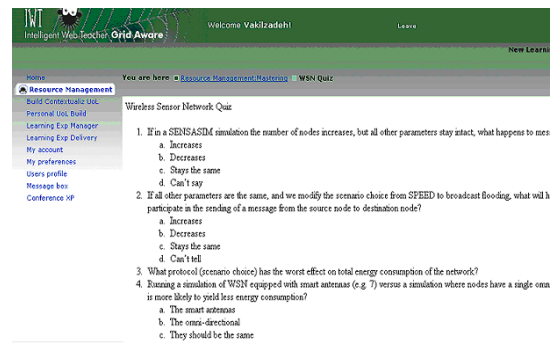 IWT
Intelligent Web Teacher Grid Aware
Welcome Vakilzadeh!
Leave
New Learni
Home
You are here Resource Management:Mastering WSN Quiz
Resource Management
Build Contextualiz UoL
Personal UoL Build
Learning Exp Manager
Learning Exp Delivery
My account
My preferences
Users profile
Message box
Conference XP
Wireless Sensor Network Quiz
1. If in a SENSASIM simulation the number of nodes increases, but all other parameters stay intact, what happens to mes
a. Increases
b. Decreases
c. Stays the same
d. Can't say
2. If all other parameters are the same, and we modify the scenario choice from SPEED to broadcast flooding, what will h
participate in the sending of a message from the source node to destination node?
a. Increases
b. Decreases
c. Stays the same
d. Can't tell
3. What protocol (scenario choice) has the worst effect on total energy consumption of the network?
4. Running a simulation of WSN equipped with smart antennas (e.g. 7) versus a simulation where nodes have a single omn
is more likely to yield less energy consumption?
a. The smart antennas
b. The omni-directional
c. They should be the same